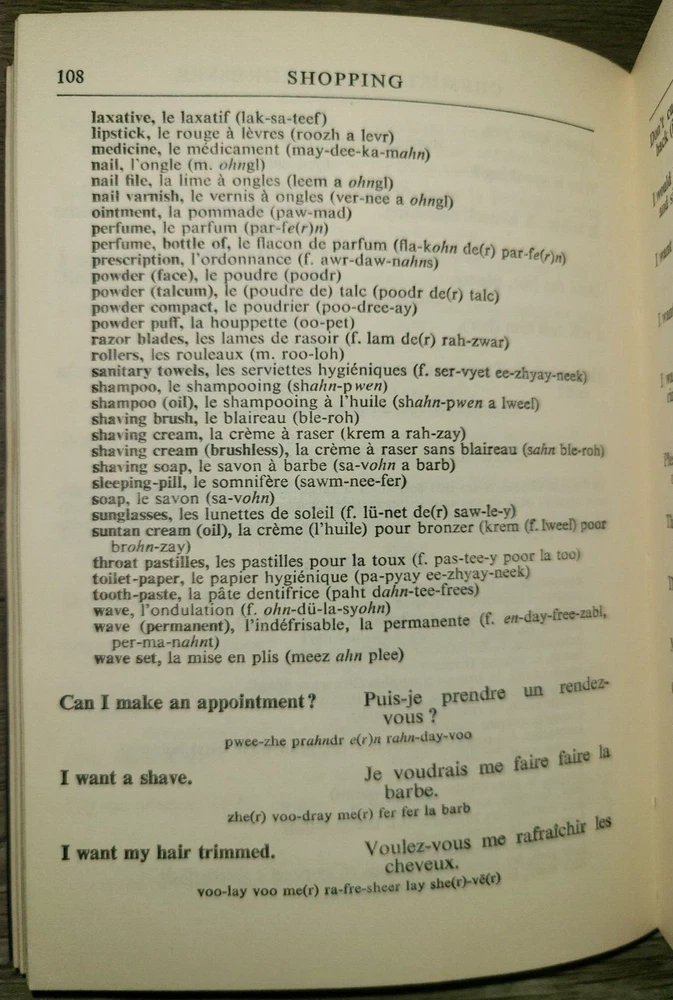 108
SHOPPING
laxative, le laxatif (lak-sa-teef)
lipstick, le rouge à lèvres (roozh a levr)
medicine, le médicament (may-dee-ka-mahn)
nail, l'ongle (m. ohngl)
nail file, la lime à ongles (leem a ohngl)
nail varnish, le vernis à ongles (ver-nee a ohngl)
ointment, la pommade (paw-mad)
perfume, le parfum (par-fe(r)n)
perfume, bottle of, le flacon de parfum (fla-kohn de(r) par-fe(r)n)
prescription, l'ordonnance (f. awr-daw-nahns)
powder (face), le poudre (poodr)
powder (talcum), le (poudre de) talc (poodr de(r) talc)
powder compact, le poudrier (poo-dree-ay)
powder puff, la houppette (oo-pet)
razor blades, les lames de rasoir (f. lam de(r) rah-zwar)
rollers, les rouleaux (m. roo-loh)
sanitary towels, les serviettes hygiéniques (f. ser-vyet ee-zhyay-neek)
shampoo, le shampooing (shahn-pwen)
shampoo (oil), le shampooing à l'huile (shahn-pwen a lweel)
shaving brush, le blaireau (ble-roh)
shaving cream, la crème à raser (krem a rah-zay)
shaving cream (brushless), la crème à raser sans blaireau (sahn ble-roh)
shaving soap, le savon à barbe (sa-vohn a barb)
sleeping-pill, le somnifère (sawm-nee-fer)
soap, le savon (sa-vohn)
sunglasses, les lunettes de soleil (f. lü-net de(r) saw-le-y)
suntan cream (oil), la crème (l'huile) pour bronzer (krem (f. lweel) poor
brohn-zay)
throat pastilles, les pastilles pour la toux (f. pas-tee-y poor la too)
toilet-paper, le papier hygiénique (pa-pyay ee-zhyay-neek)
tooth-paste, la pâte dentifrice (paht dahn-tee-frees)
wave, l'ondulation (f. ohn-dü-la-syohn)
wave (permanent), l'indéfrisable, la permanente (f. en-day-free-zabl,
per-ma-nahnt)
wave set, la mise en plis (meez ahn plee)
Can I make an appointment? Puis-je prendre un rendez-
vous?
pwee-zhe prahndr e(r)n rahn-day-voo
I want a shave. Je voudrais me faire faire la
barbe.
zhe(r) voo-dray me(r) fer fer la barb
I want my hair trimmed. Voulez-vous me rafraîchir les
cheveux.
voo-lay voo me(r) ra-fre-sheer lay she(r)-vë(r)